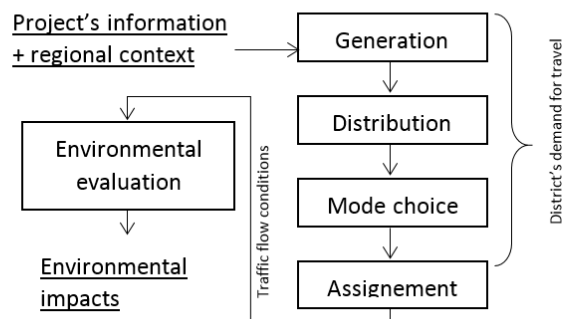 Project's information
+ regional context
Generation
Distribution
Mode choice
Assignement
District's demand for travel
Traffic flow conditions
Environmental
evaluation
Environmental
impacts